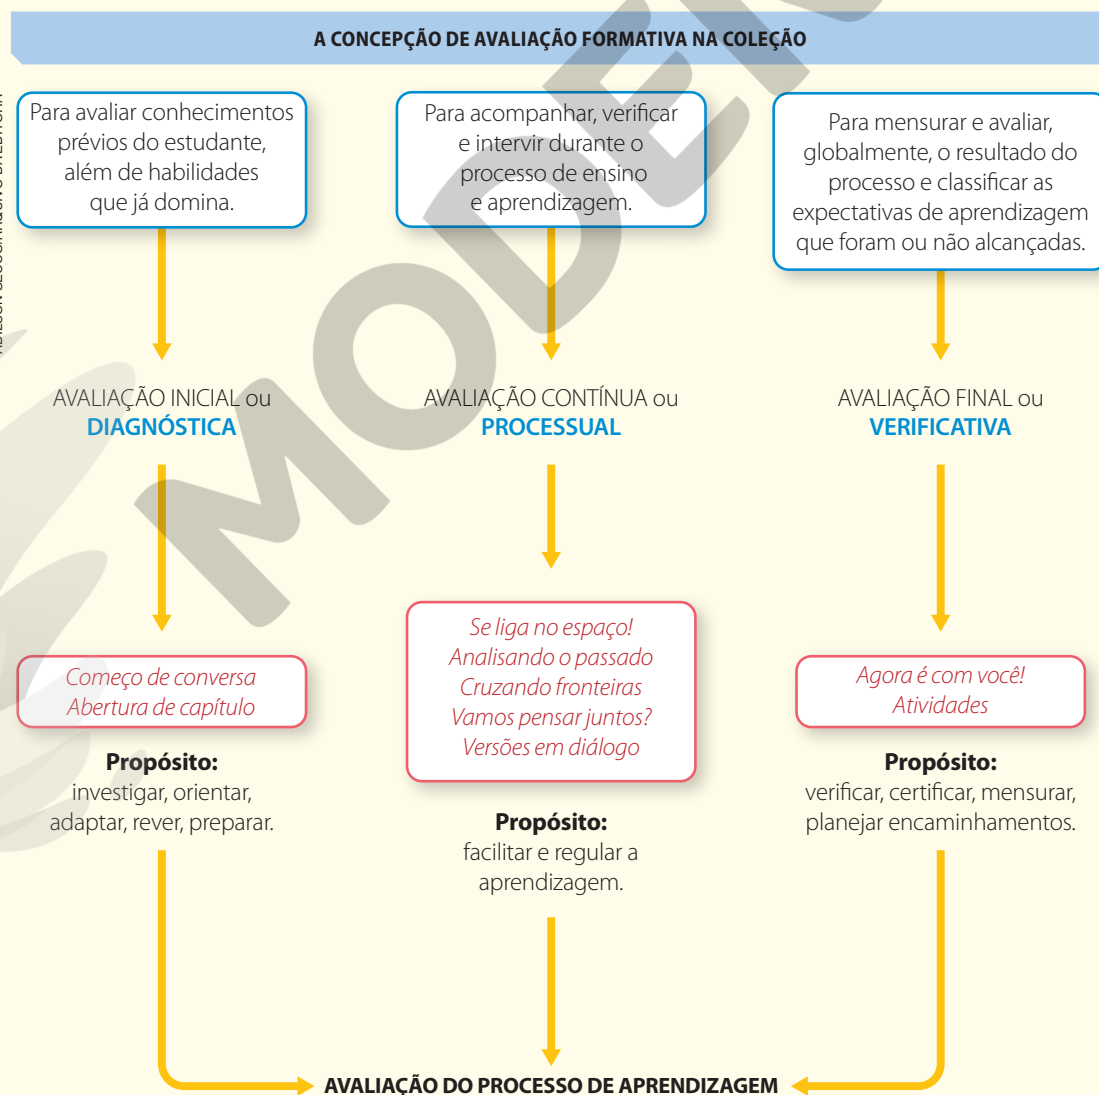 A CONCEPÇÃO DE AVALIAÇÃO FORMATIVA NA COLEÇÃO
Para avaliar conhecimentos
prévios do estudante,
além de habilidades
que já domina.
Para acompanhar, verificar
e intervir durante o
processo de ensino
e aprendizagem.
Para mensurar e avaliar,
globalmente, o resultado do
processo e classificar as
expectativas de aprendizagem
que foram ou não alcançadas.
AVALIAÇÃO INICIAL ou
DIAGNÓSTICA
AVALIAÇÃO CONTÍNUA ou
PROCESSUAL
AVALIAÇÃO FINAL ou
VERIFICATIVA
Começo de conversa
Abertura de capítulo
Se liga no espaço!
Analisando o passado
Cruzando fronteiras
Vamos pensar juntos?
Versões em diálogo
Agora é com você!
Atividades
Propósito:
investigar, orientar,
adaptar, rever, preparar.
Propósito:
facilitar e regular a
aprendizagem.
Propósito:
verificar, certificar, mensurar,
planejar encaminhamentos.
AVALIAÇÃO DO PROCESSO DE APRENDIZAGEM